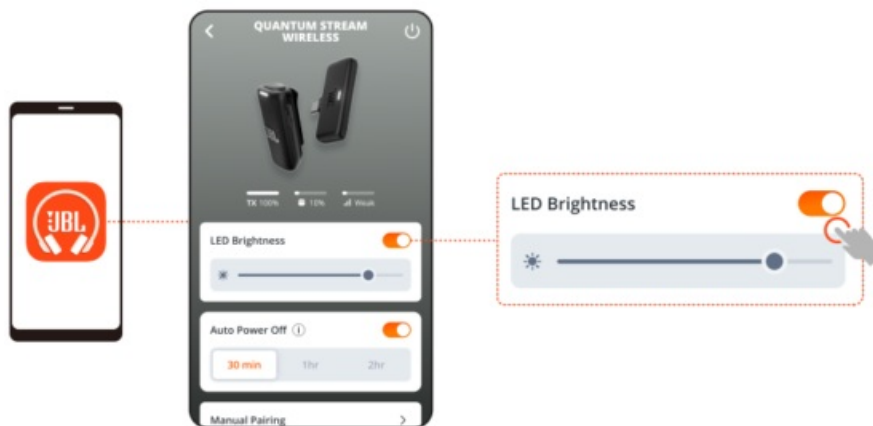 JBL
QUANTUM STREAM
WIRELESS
TX 100%
10%
Weak
LED Brightness
Auto Power Off
30 min
1hr
2hr
Manual Pairing
LED Brightness